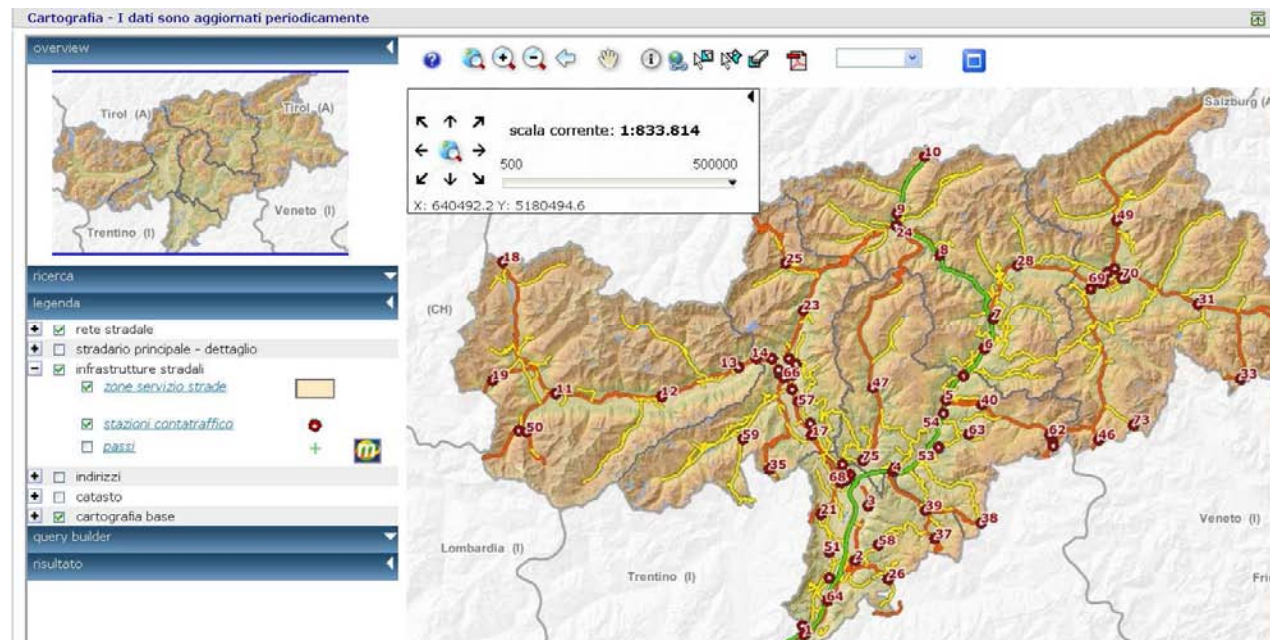 Cartografia - I dati sono aggiornati periodicamente
overview
Tirol (A)
Tirol (A)
Veneto (I)
Trentino (I)
ricerca
legenda
rete stradale
stradario principale - dettaglio
infrastrutture stradali
zone servizio strade
stazioni contatraffico
passi
m
indirizzi
catasto
cartografia base
query builder
risultato
scala corrente: 1:833.814
500 500000
X: 640492.2 Y: 5180494.6
Salzburg (A
10
9
49
24
8
18
25
28
69 70
(CH)
23
31
7
6
13 14
19
66
33
11
12
47
57
5 40
50
54
73
17
63
62
46
59
53
35
75
4
68
3
39
21
38
Veneto (I)
58
37
Lombardia (I)
51
2
Trentino (I)
26
Fri
64
1